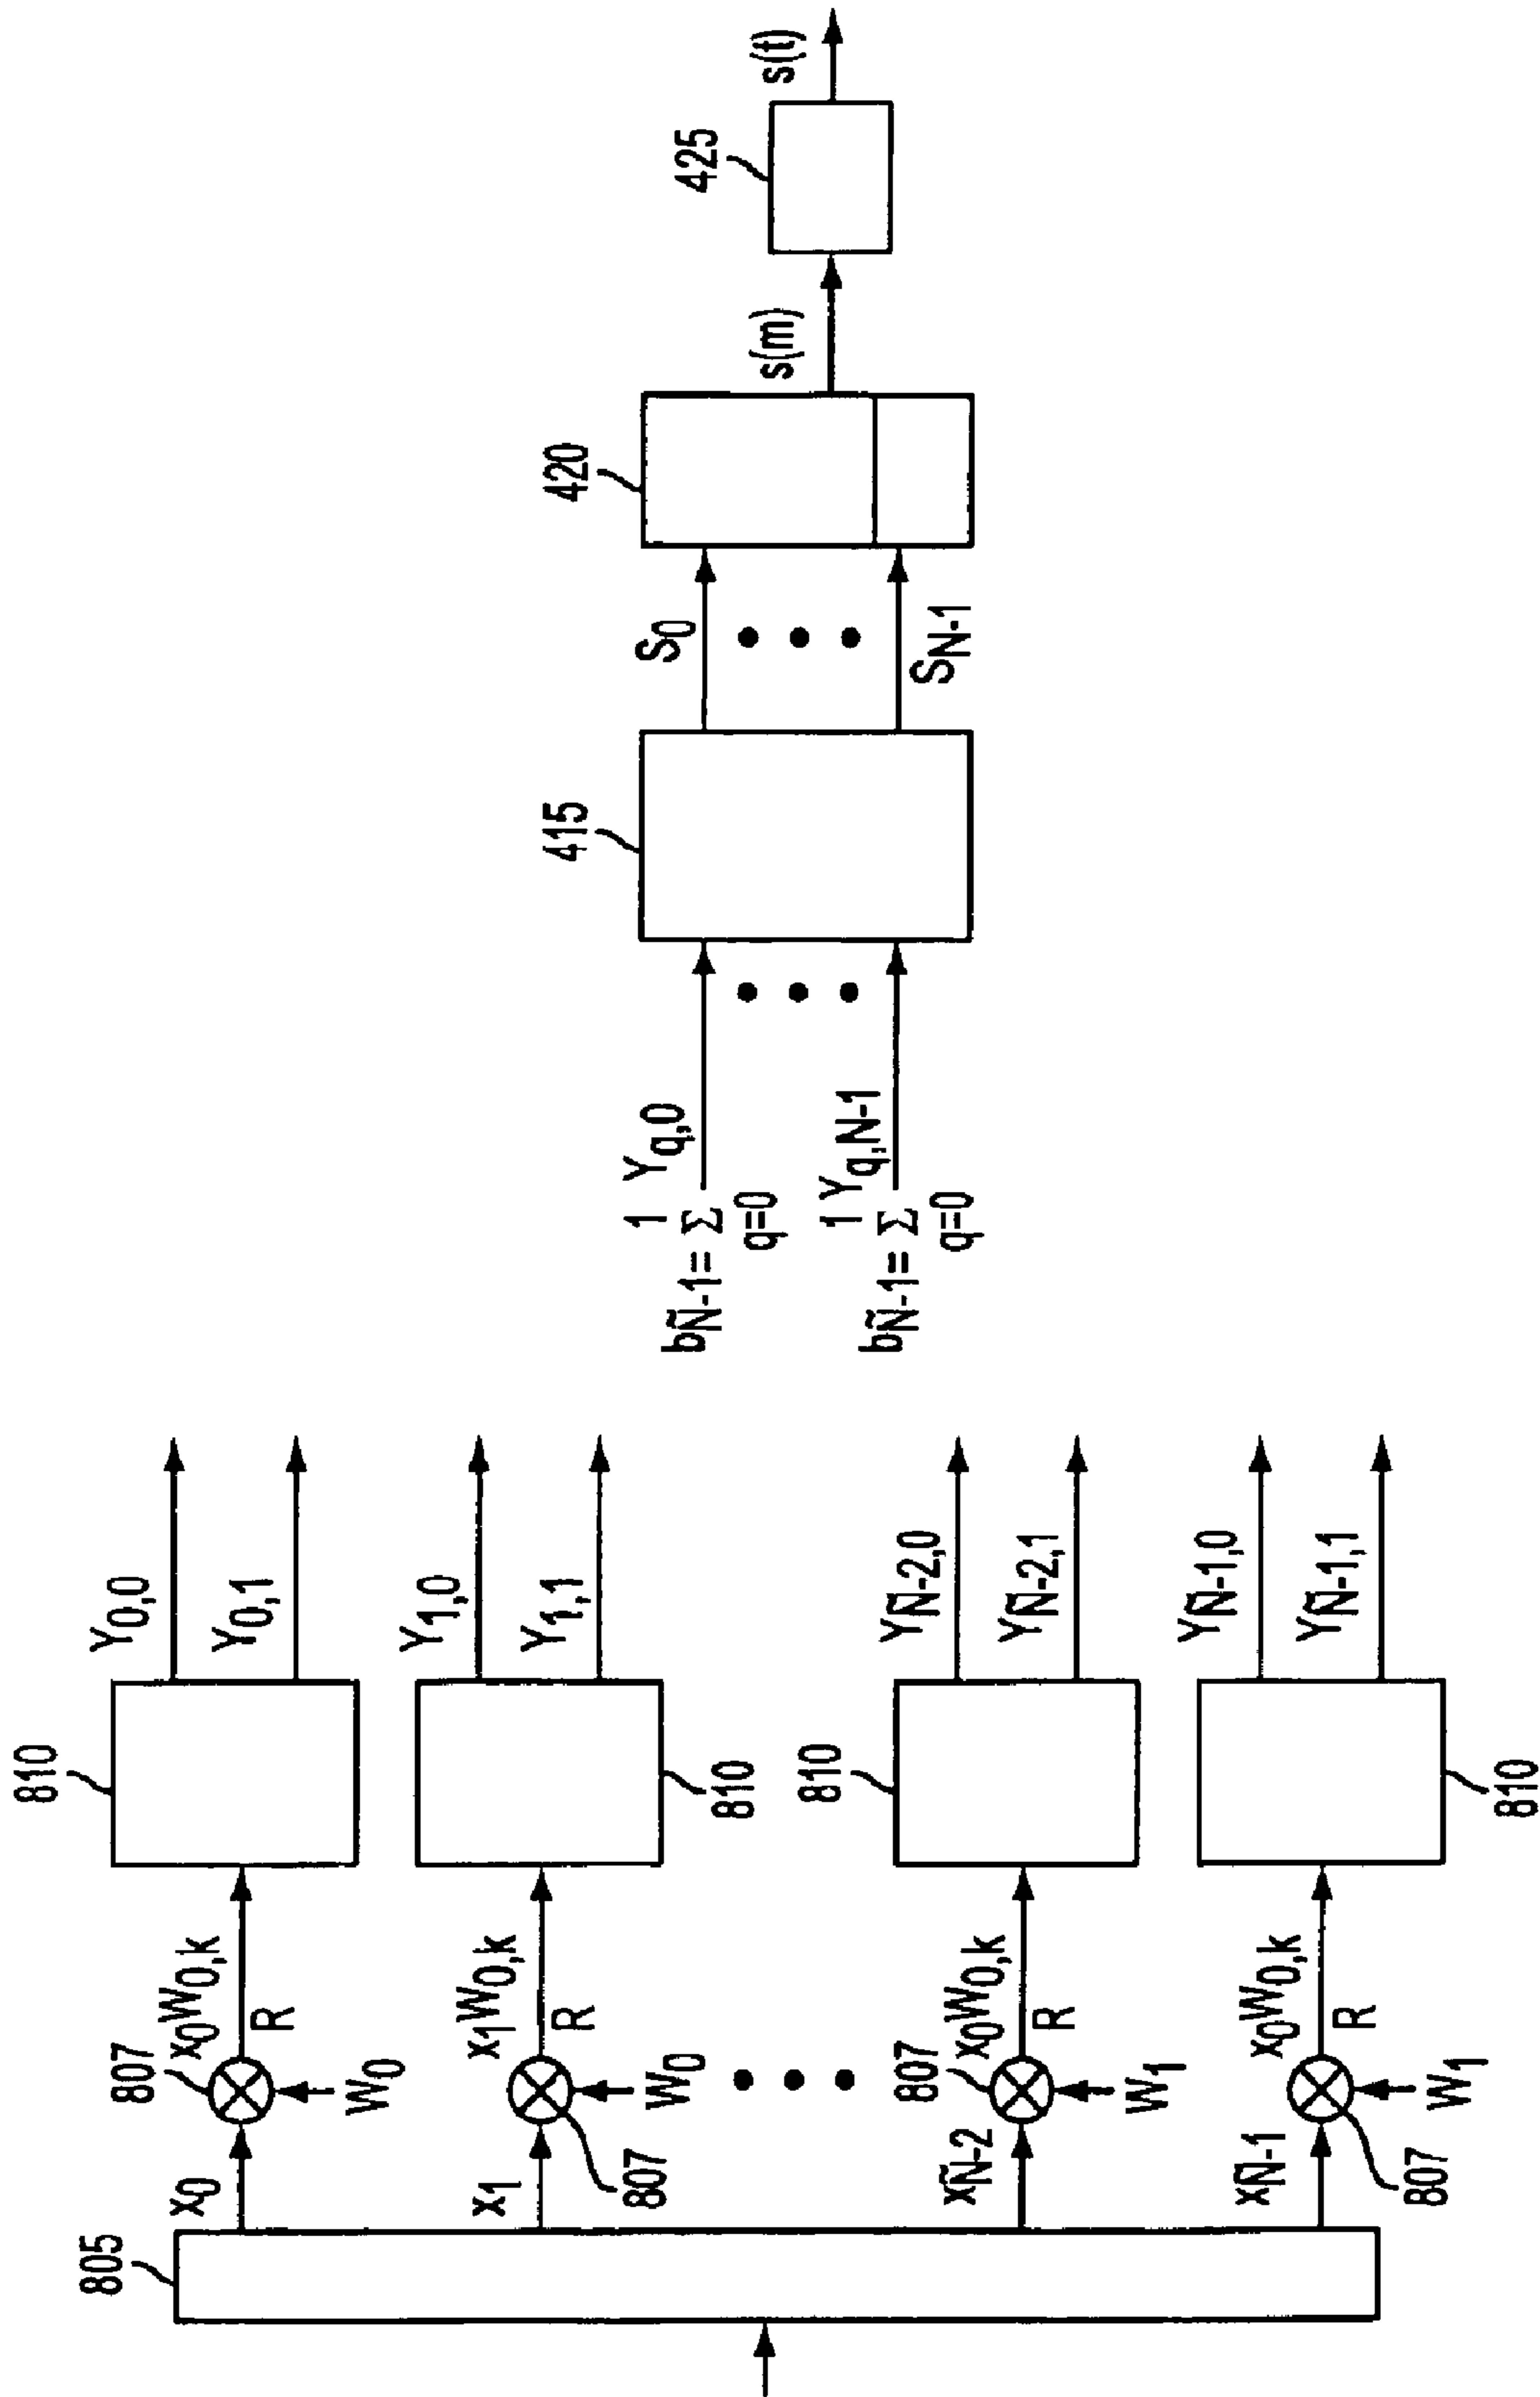 805
x0
807
x0W0,k
R
W0
810
Y0,0
Y0,1
x1
807
x1W0,k
R
W0
810
Y1,0
Y1,1
xÑ-2
807
x0W0,k
R
W1
810
YÑ-2,0
YÑ-2,1
xÑ-1
807
x0W0,k
R
W1
810
YÑ-1,0
YÑ-1,1
bÑ-1= 1 Σ q=0 Yq,0
bÑ-1= 1 Σ q=0 Yq,N-1
415
S0
SN-1
420
s(m)
425
s(t)